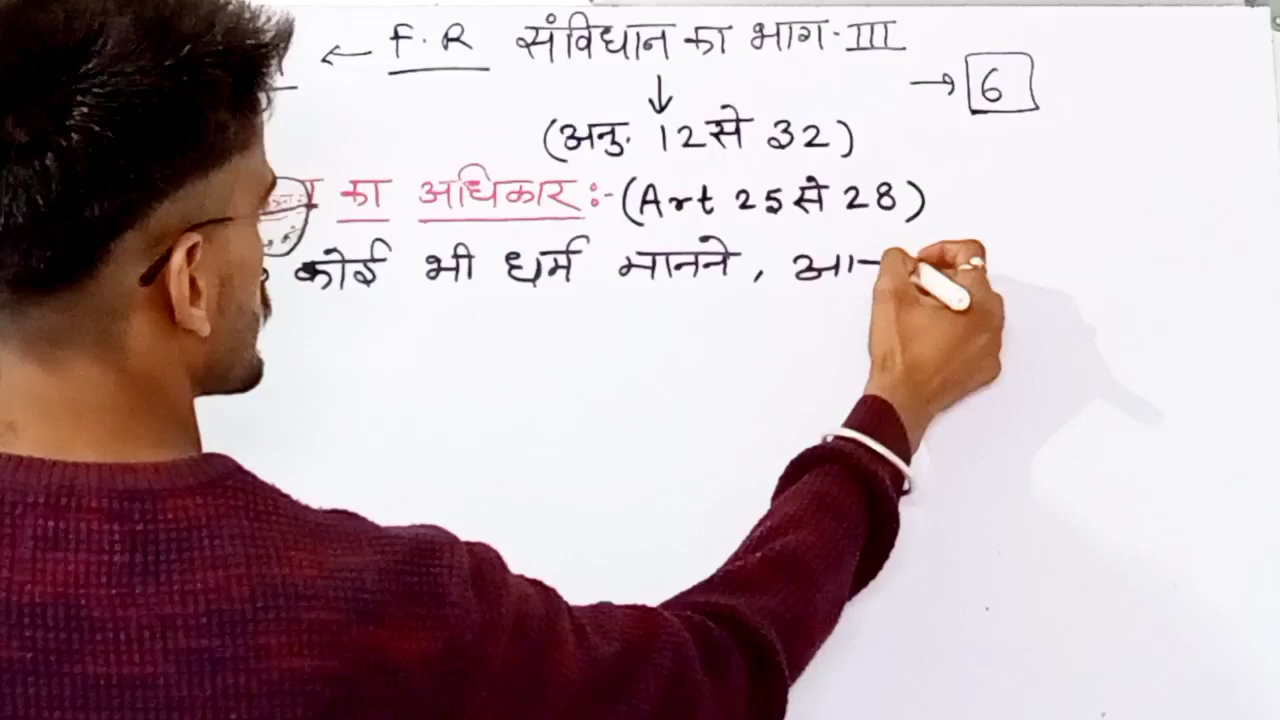 ← F.R संविधान का भाग-III → 6
↓
(अनु. 12 से 32)
का अधिकार:- (Art 25 से 28)
कोई भी धर्म मानने, आ